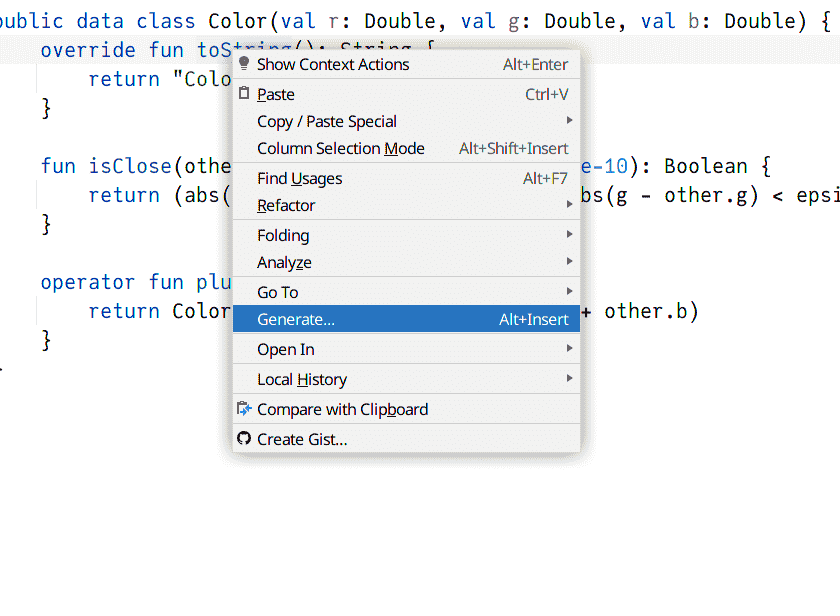 public data class Color(val r: Double, val g: Double, val b: Double) {
override fun toString(): String {
return "Colo
}
fun isClose(othe e-10): Boolean {
return (abs( bs(g - other.g) < epsi
}
operator fun plu
return Color + other.b)
}
Show Context Actions Alt+Enter
Paste Ctrl+V
Copy / Paste Special
Column Selection Mode Alt+Shift+Insert
Find Usages Alt+F7
Refactor
Folding
Analyze
Go To
Generate... Alt+Insert
Open In
Local History
Compare with Clipboard
Create Gist...